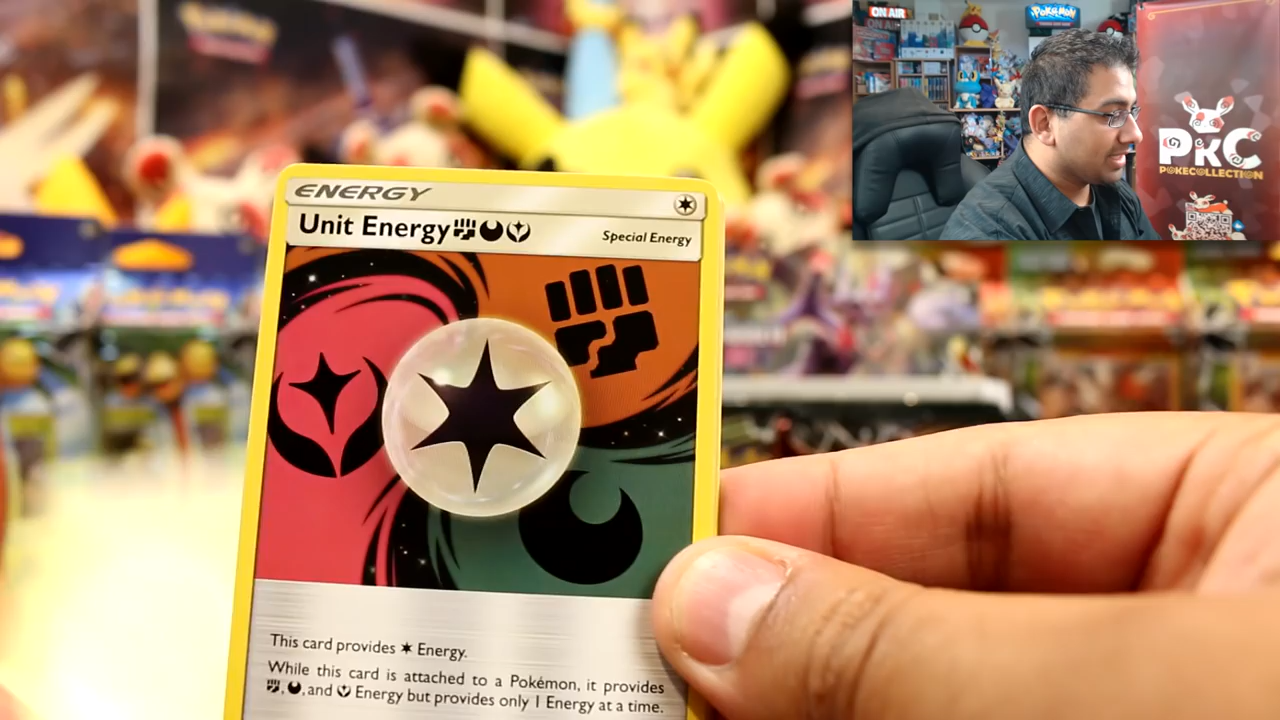 ON AIR
Pokémon
PKC
POKECOLLECTION
ENERGY
Unit Energy
Special Energy
This card provides Energy.
While this card is attached to a Pokémon, it provides
, , and Energy but provides only 1 Energy at a time.